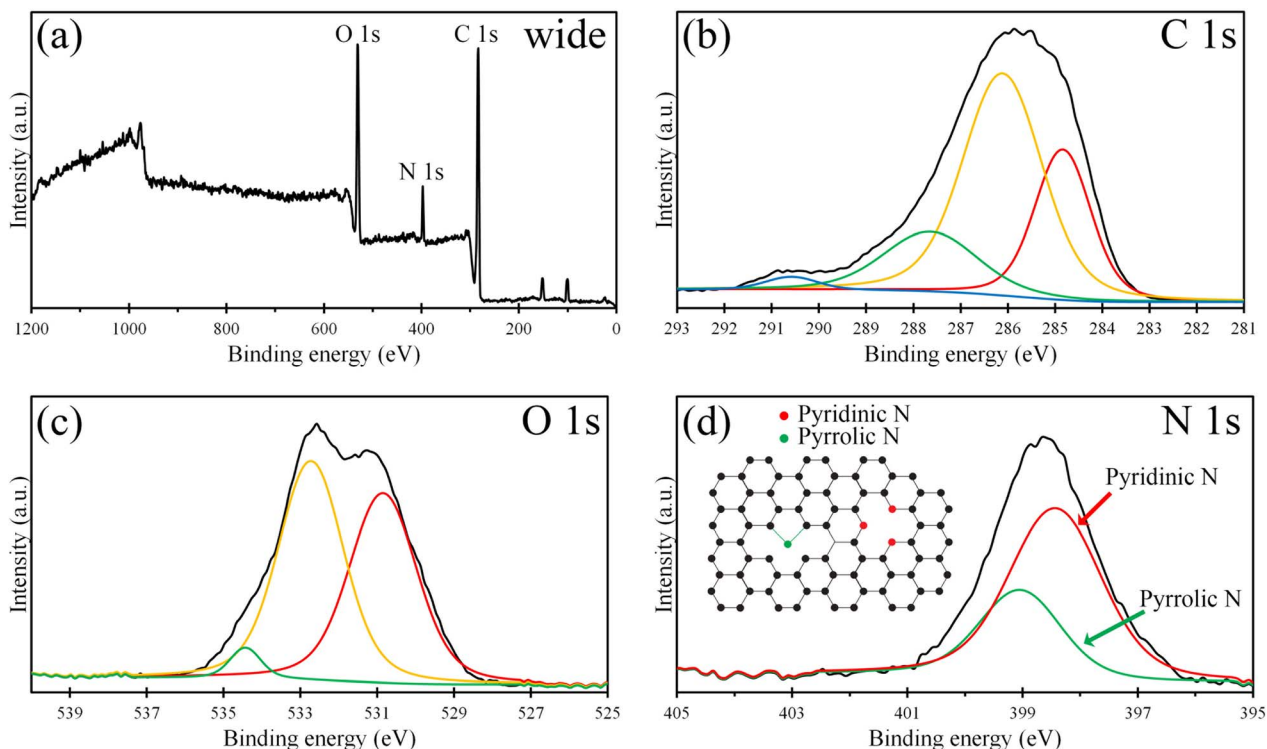 (a)
wide
O 1s
C 1s
N 1s
Intensity (a.u.)
1200 1000 800 600 400 200 0
Binding energy (eV)
(b)
C 1s
Intensity (a.u.)
293 292 291 290 289 288 287 286 285 284 283 282 281
Binding energy (eV)
(c)
O 1s
Intensity (a.u.)
539 537 535 533 531 529 527 525
Binding energy (eV)
(d)
N 1s
Pyridinic N
Pyrrolic N
Pyridinic N
Pyrrolic N
Intensity (a.u.)
405 403 401 399 397 395
Binding energy (eV)